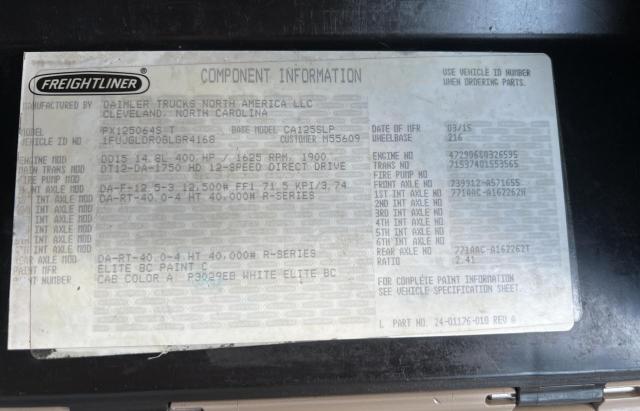 FREIGHTLINER
COMPONENT INFORMATION
USE VEHICLE ID NUMBER
WHEN ORDERING PARTS.
MANUFACTURED BY DAIMLER TRUCKS NORTH AMERICA LLC
CLEVELAND, NORTH CAROLINA
MODEL PX125064S T BASE MODEL CA125SLP DATE OF MFR 03/15
VEHICLE ID NO 1FUJGLDR0GLGR4168 CUSTOMER M55609 WHEELBASE 216
ENGINE MOD DD15 14.8L 400 HP / 1625 RPM, 1900 ENGINE NO 472906S0326595
MAIN TRANS MOD DT12-DA-1750 HD 12-SPEED DIRECT DRIVE TRANS NO 71537401553565
FIRE PUMP MOD FIRE PUMP NO
FRONT AXLE MOD DA-F-12.5-3 12,500# FF1 71.5 KPI/3.74 FRONT AXLE NO 739912-A571655
1ST INT AXLE MOD DA-RT-40.0-4 HT 40,000# R-SERIES 1ST INT AXLE NO 771AAC-A162262H
2ND INT AXLE MOD 2ND INT AXLE NO
3RD INT AXLE MOD 3RD INT AXLE NO
4TH INT AXLE MOD 4TH INT AXLE NO
5TH INT AXLE MOD 5TH INT AXLE NO
6TH INT AXLE MOD 6TH INT AXLE NO
REAR AXLE MOD DA-RT-40.0-4 HT 40,000# R-SERIES REAR AXLE NO 771AAC-A162262T
PAINT MFR ELITE BC PAINT C RATIO 2.41
PAINT NUMBER CAB COLOR A P3029EB WHITE ELITE BC
FOR COMPLETE PAINT INFORMATION
SEE VEHICLE SPECIFICATION SHEET.
L PART NO. 24-01176-010 REV A